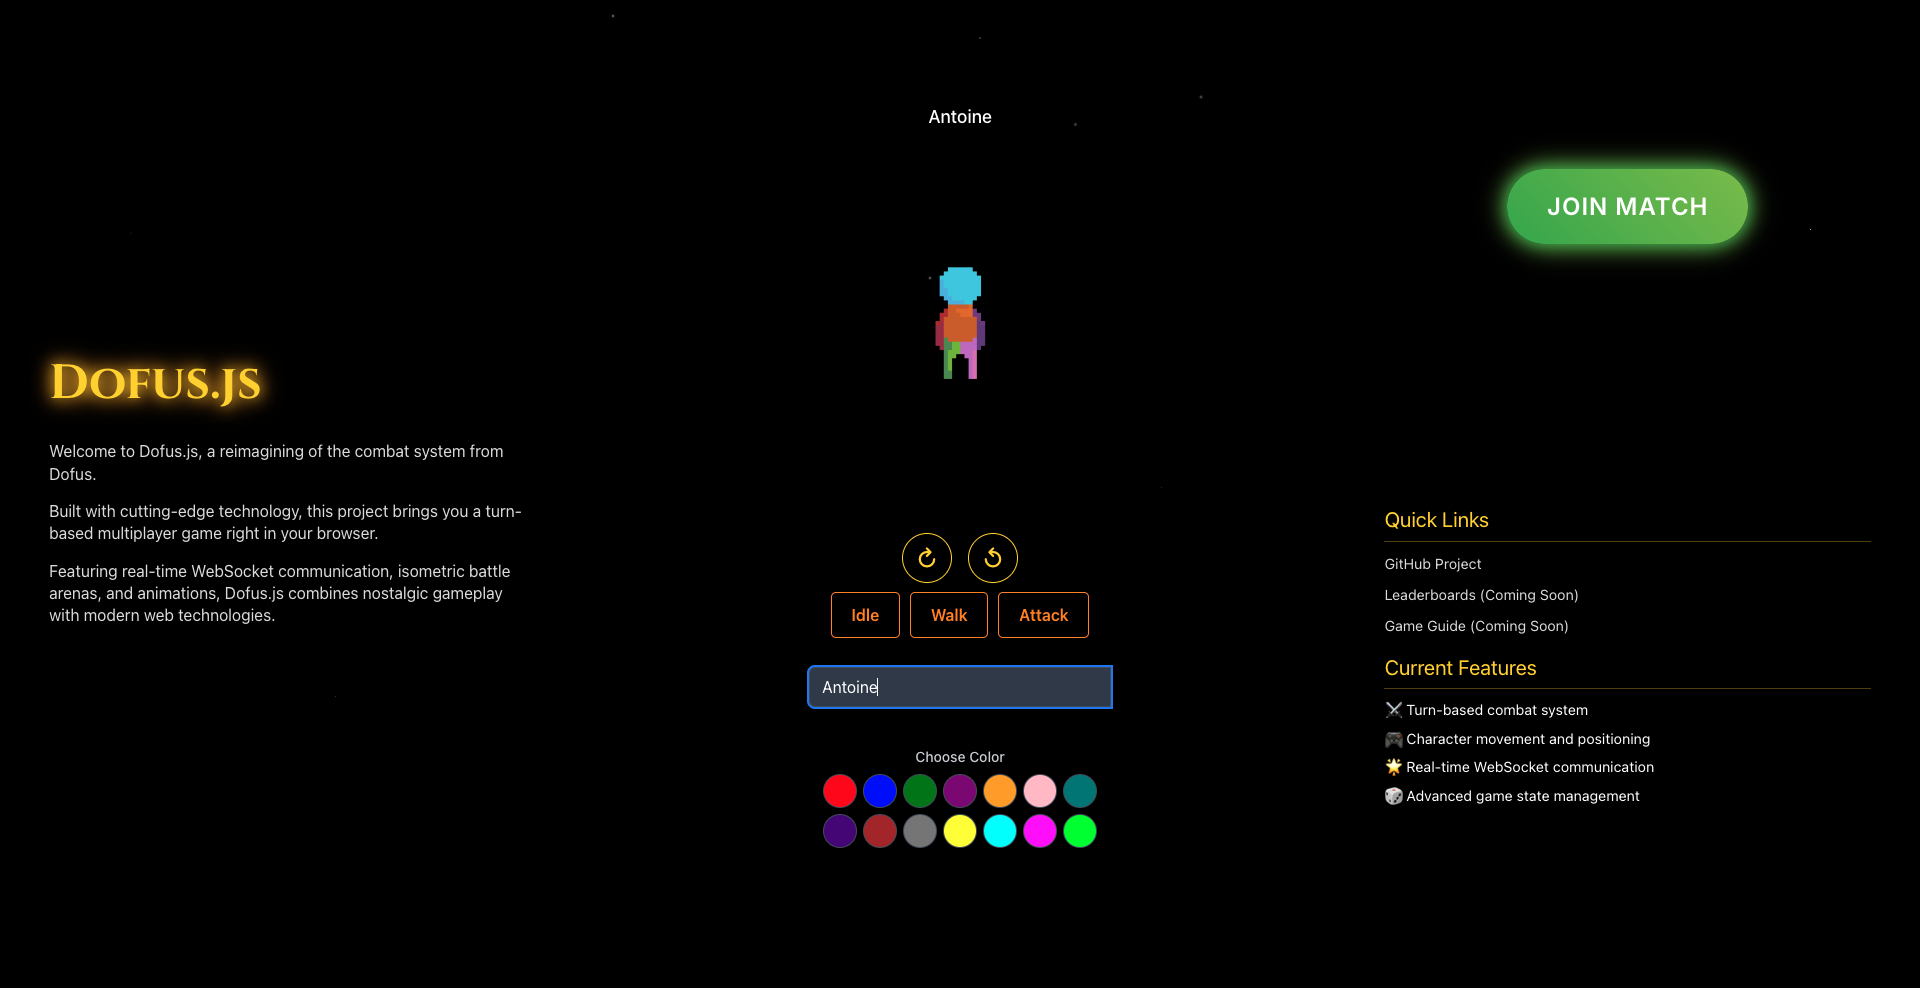 Antoine
JOIN MATCH
Dofus.js
Welcome to Dofus.js, a reimagining of the combat system from
Dofus.
Built with cutting-edge technology, this project brings you a turn-
based multiplayer game right in your browser.
Featuring real-time WebSocket communication, isometric battle
arenas, and animations, Dofus.js combines nostalgic gameplay
with modern web technologies.
Idle Walk Attack
Antoine
Choose Color
Quick Links
GitHub Project
Leaderboards (Coming Soon)
Game Guide (Coming Soon)
Current Features
⚔️ Turn-based combat system
🎮 Character movement and positioning
🌟 Real-time WebSocket communication
🎲 Advanced game state management